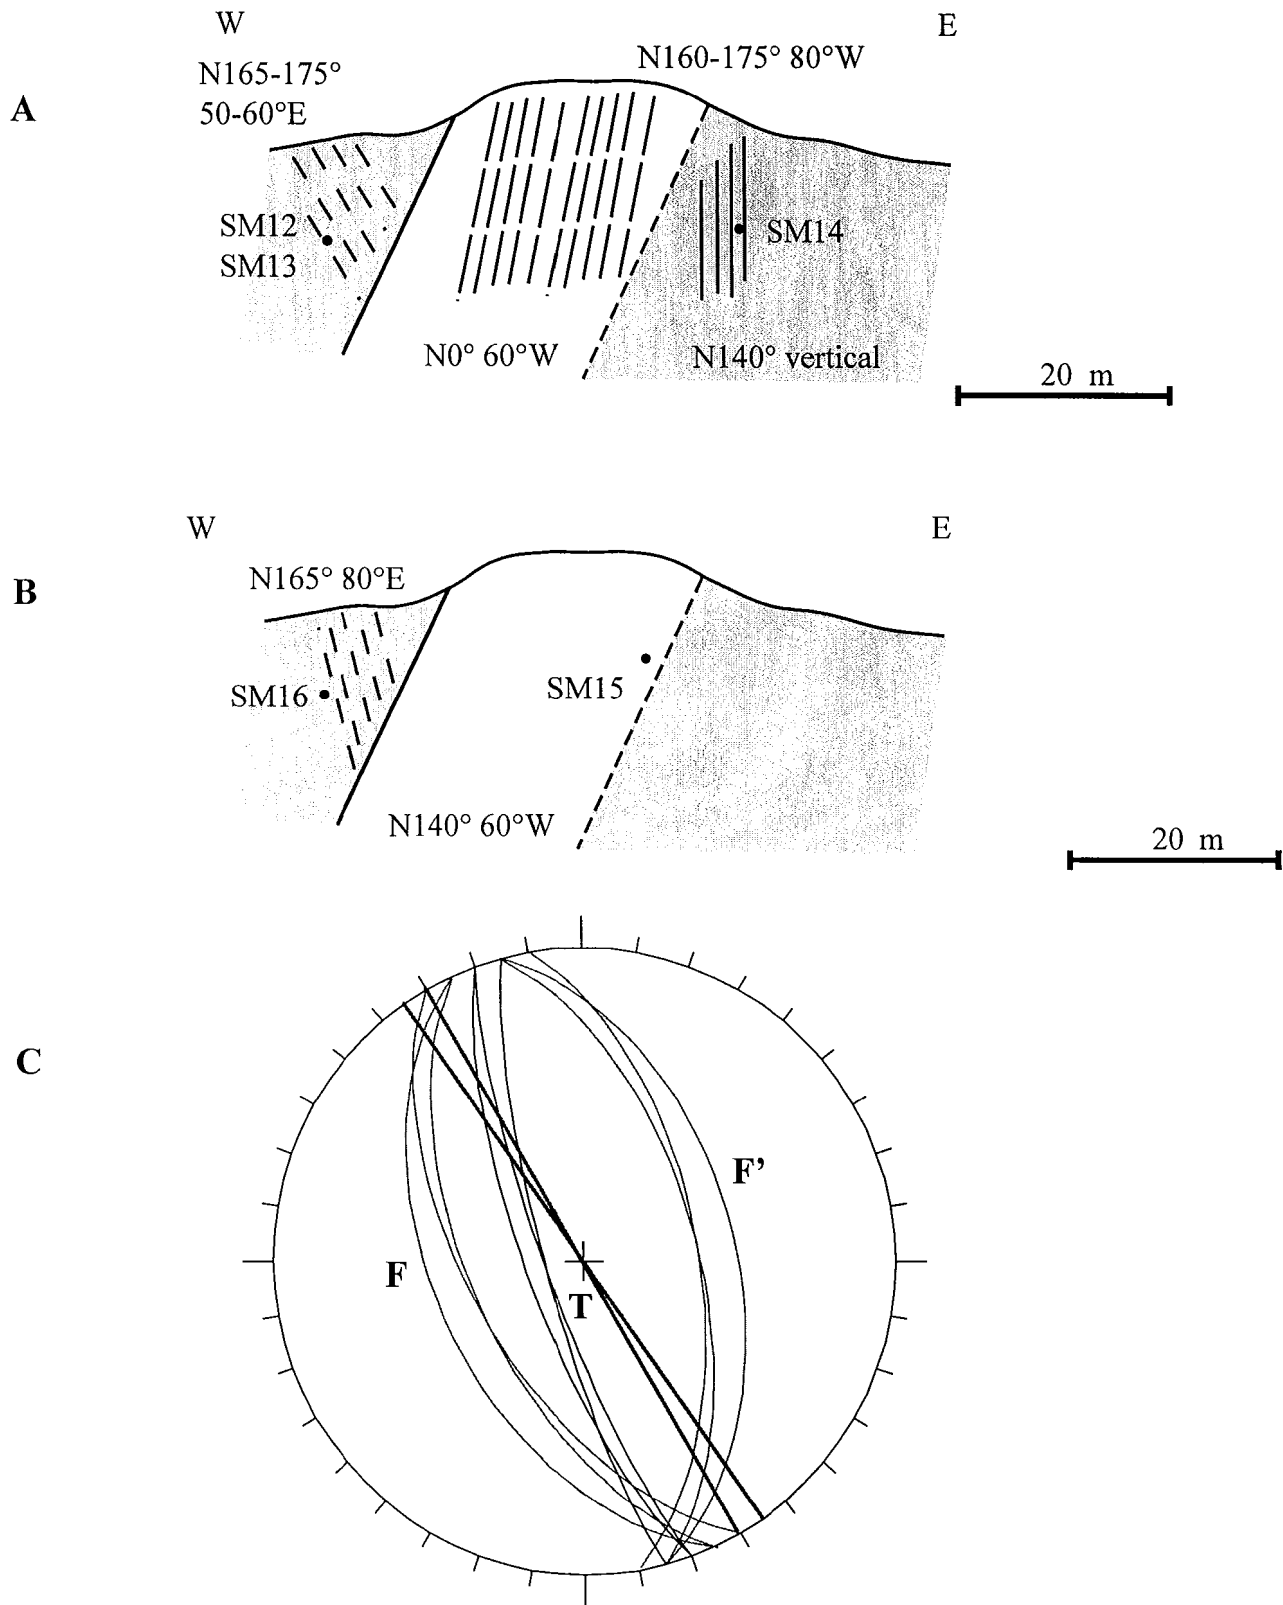 W
E
N165-175°
50-60°E
N160-175° 80°W
A
SM12
SM13
SM14
N0° 60°W
N140° vertical
20 m
W
E
B
N165° 80°E
SM16
SM15
N140° 60°W
20 m
C
F
F’
T